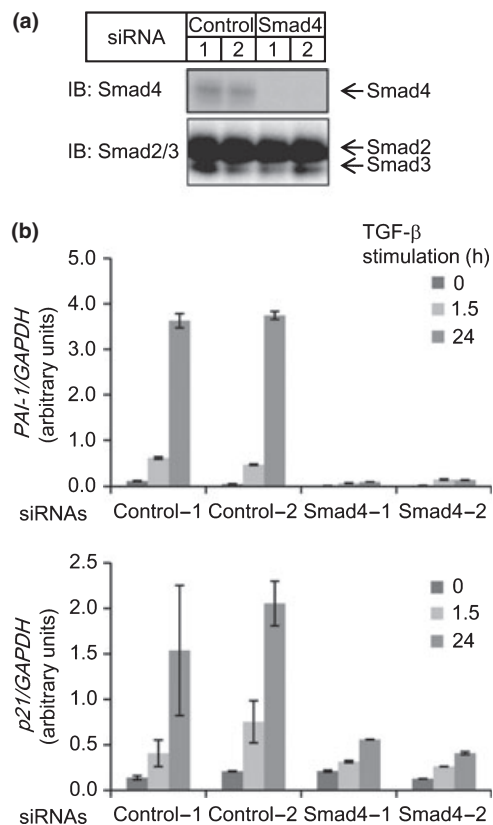 (a)
siRNA Control Smad4
1 2 1 2
IB: Smad4 Smad4
IB: Smad2/3 Smad2
Smad3
(b)
TGF-β
stimulation (h)
0
1.5
24
PAI-1/GAPDH
(arbitrary units)
5.0
4.0
3.0
2.0
1.0
0.0
siRNAs Control–1 Control–2 Smad4–1 Smad4–2
0
1.5
24
p21/GAPDH
(arbitrary units)
2.5
2.0
1.5
1.0
0.5
0.0
siRNAs Control–1 Control–2 Smad4–1 Smad4–2